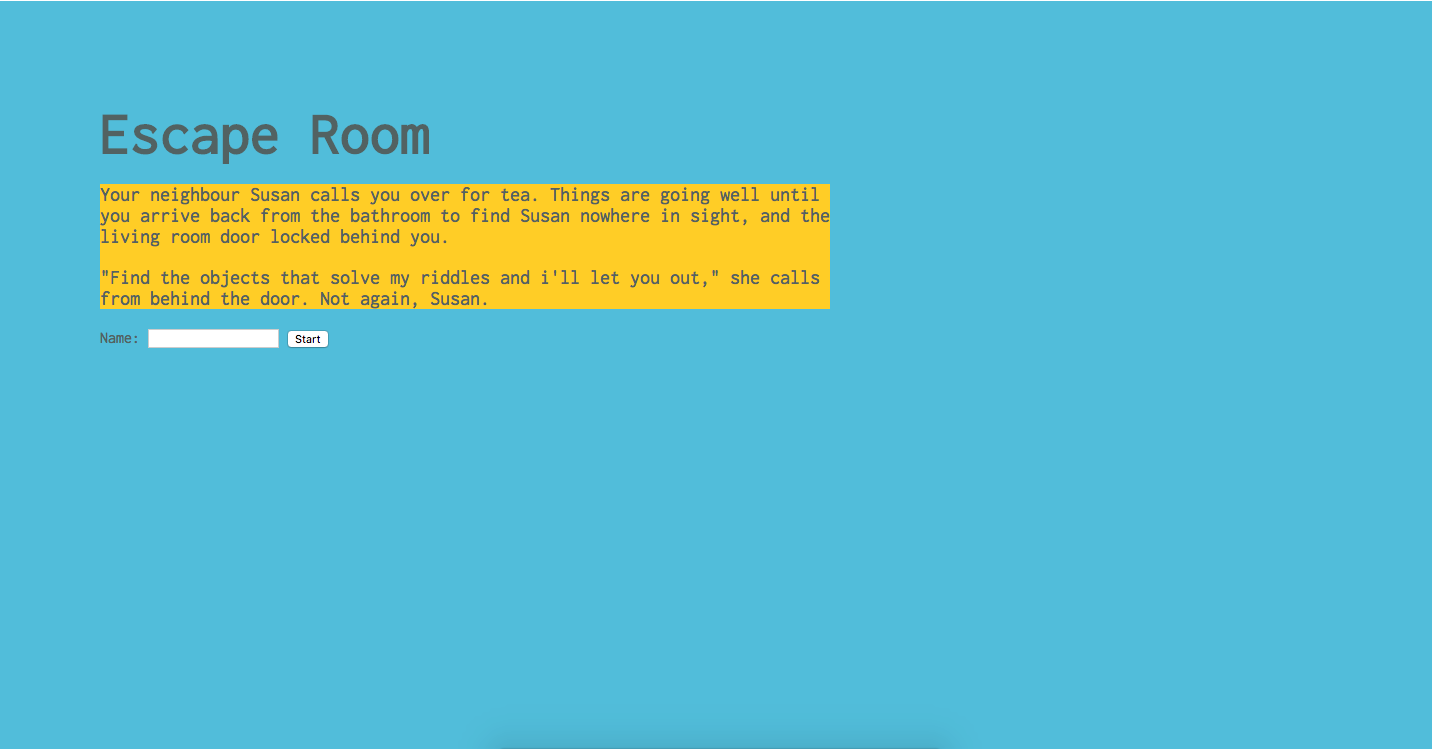 Escape Room
Your neighbour Susan calls you over for tea. Things are going well until
you arrive back from the bathroom to find Susan nowhere in sight, and the
living room door locked behind you.
"Find the objects that solve my riddles and i'll let you out," she calls
from behind the door. Not again, Susan.
Name: Start